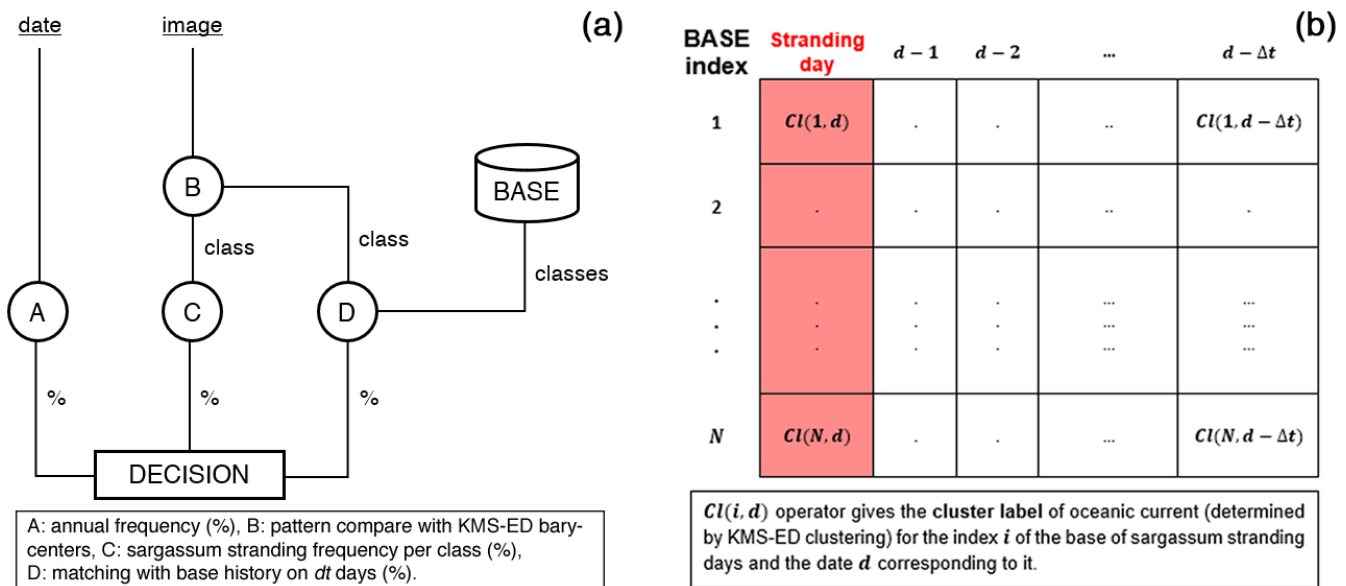 date
image
(a)
B
BASE
class
class
classes
A
C
D
%
%
%
DECISION
A: annual frequency (%), B: pattern compare with KMS-ED bary-
centers, C: sargassum stranding frequency per class (%),
D: matching with base history on dt days (%).
(b)
BASE
index
Stranding
day
d − 1
d − 2
...
d − Δt
1
Cl(1, d)
.
.
..
Cl(1, d − Δt)
2
.
.
.
..
.
.
.
.
.
...
...
.
.
.
.
...
...
.
.
.
.
...
...
N
Cl(N, d)
.
.
...
Cl(N, d − Δt)
Cl(i, d) operator gives the cluster label of oceanic current (determined
by KMS-ED clustering) for the index i of the base of sargassum stranding
days and the date d corresponding to it.